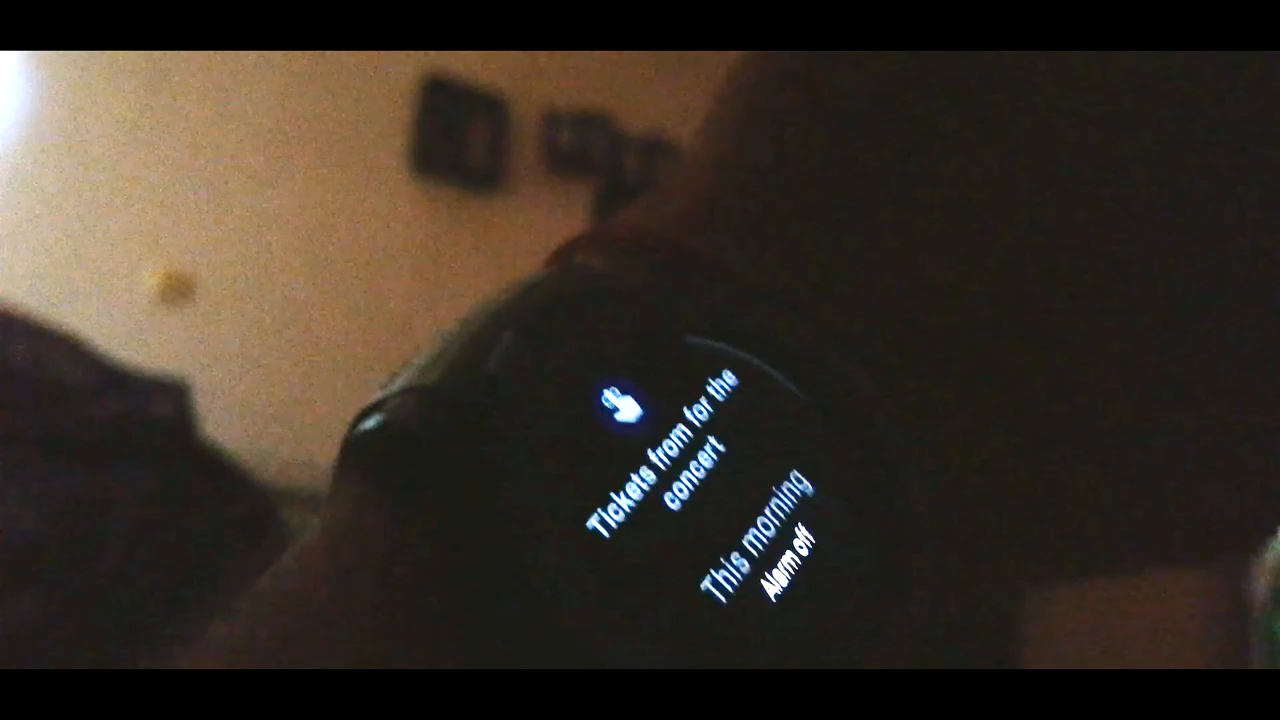 Tickets from for the
concert
This morning
Alarm off